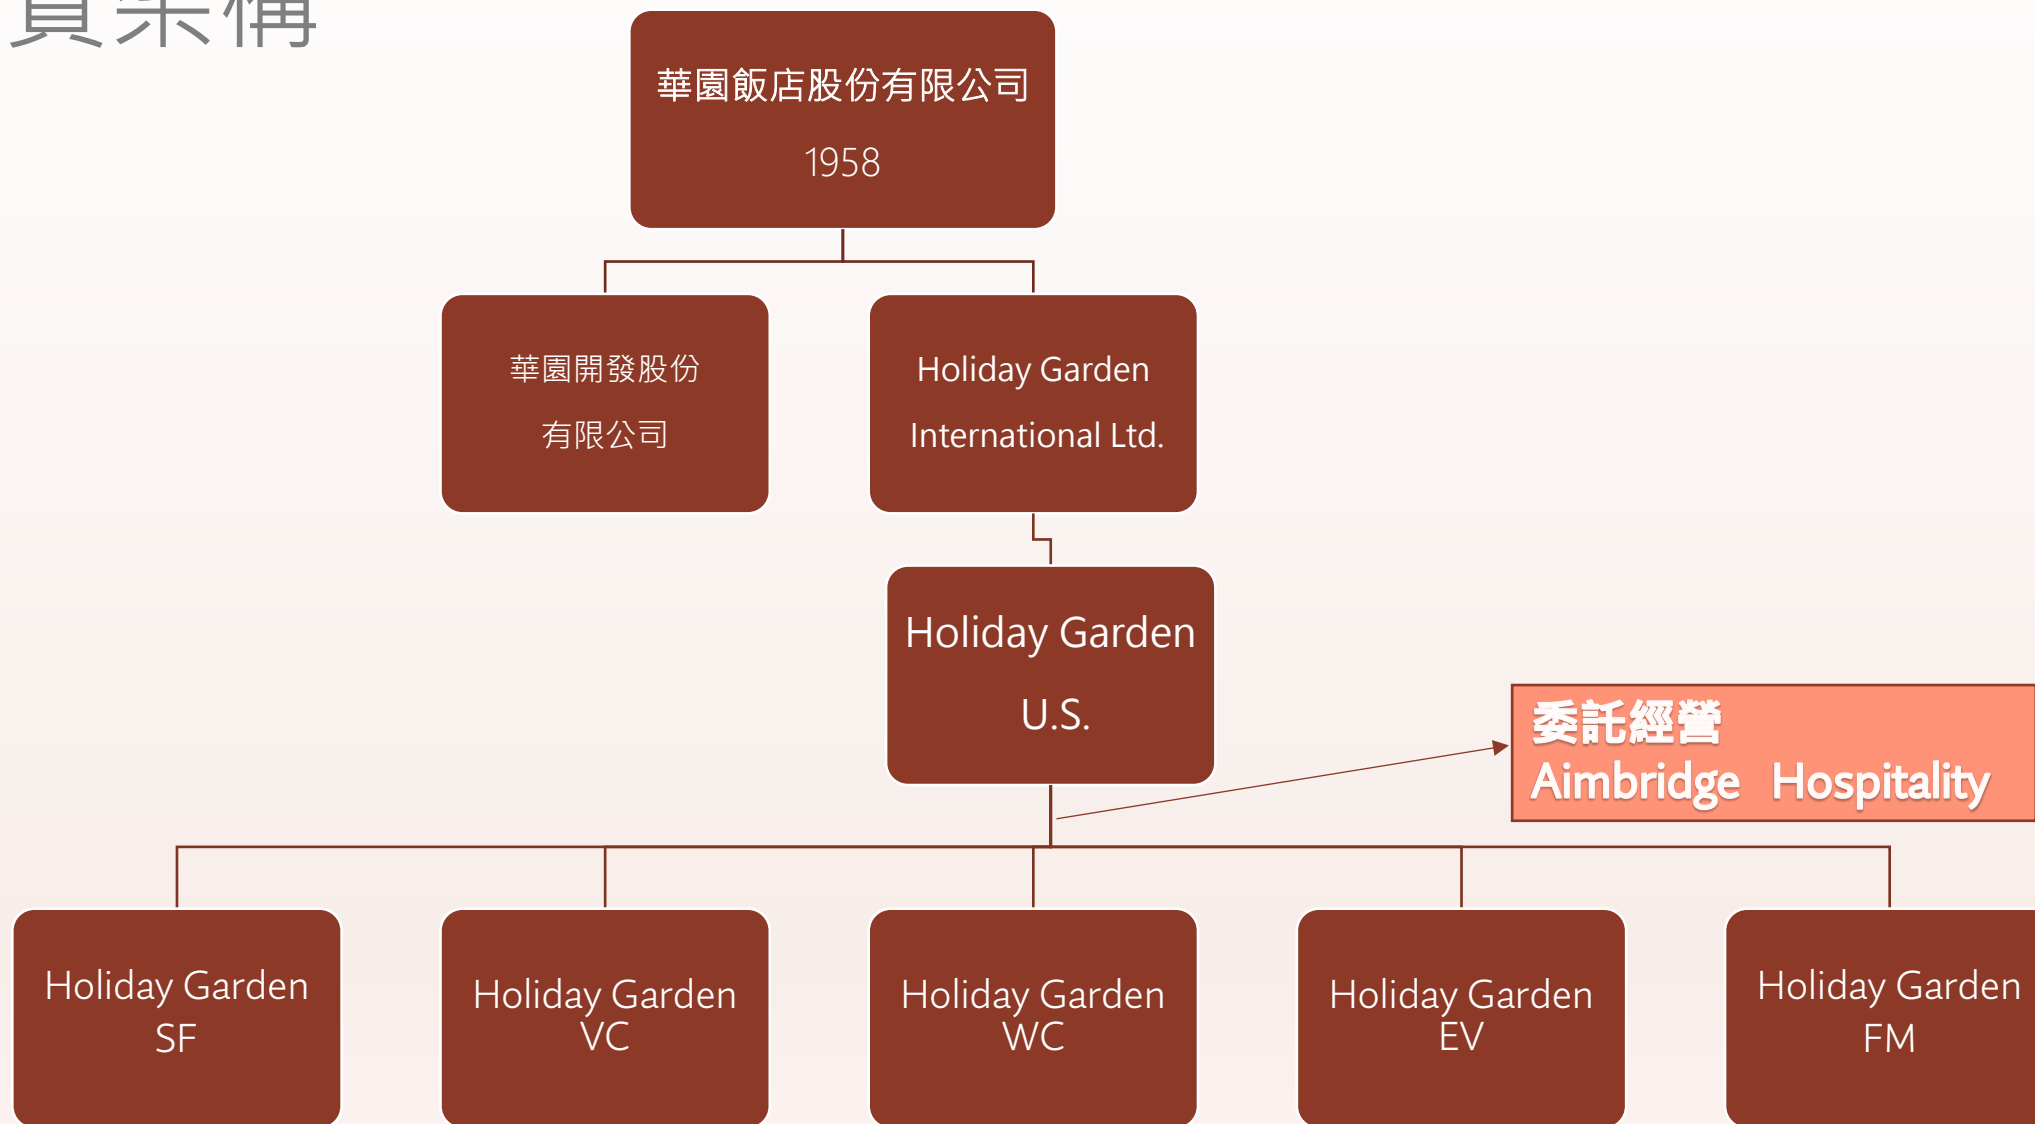 架構
華園飯店股份有限公司
1958
華園開發股份
有限公司
Holiday Garden
International Ltd.
Holiday Garden
U.S.
委託經營
Aimbridge Hospitality
Holiday Garden
SF
Holiday Garden
VC
Holiday Garden
WC
Holiday Garden
EV
Holiday Garden
FM